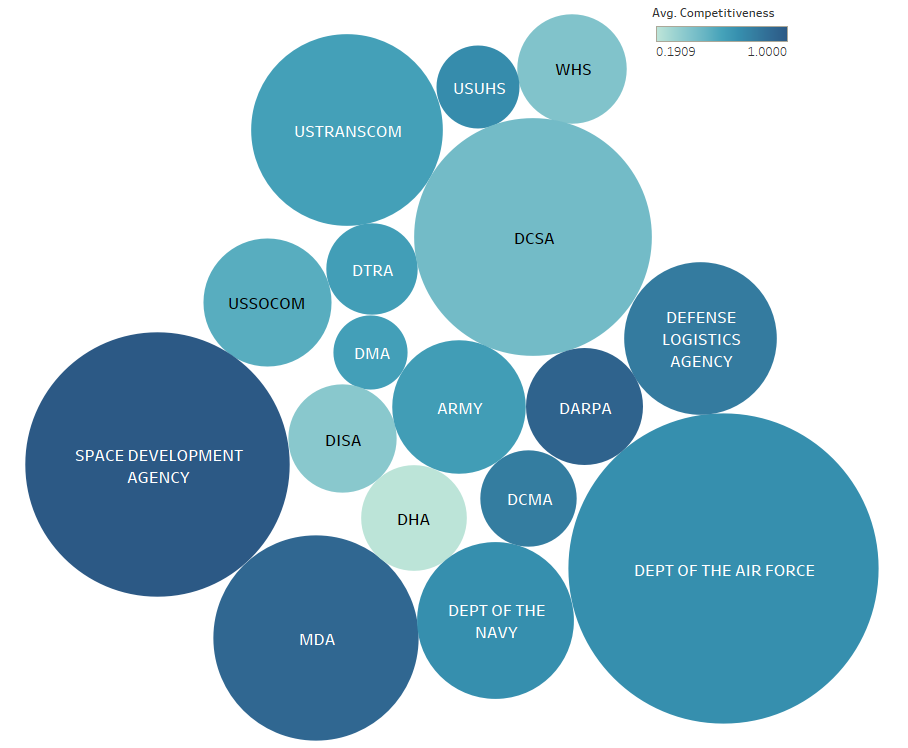 Avg. Competitiveness
0.1909 1.0000
WHS
USUHS
USTRANSCOM
DCSA
DTRA
USSOCOM
DEFENSE
LOGISTICS
AGENCY
DMA
ARMY
DARPA
DISA
SPACE DEVELOPMENT
AGENCY
DCMA
DHA
DEPT OF THE AIR FORCE
DEPT OF THE
NAVY
MDA